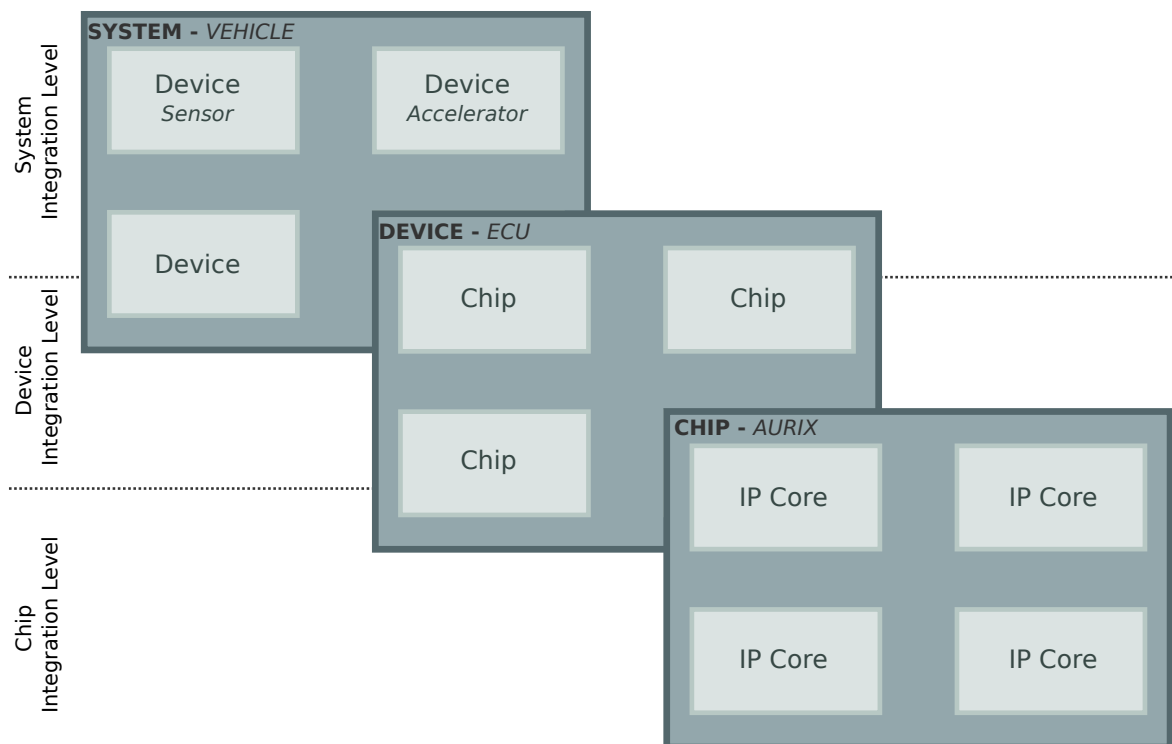 SYSTEM - VEHICLE
Device
Sensor
Device
Accelerator
Device
System
Integration Level
DEVICE - ECU
Chip
Chip
Chip
Device
Integration Level
CHIP - AURIX
IP Core
IP Core
IP Core
IP Core
Chip
Integration Level